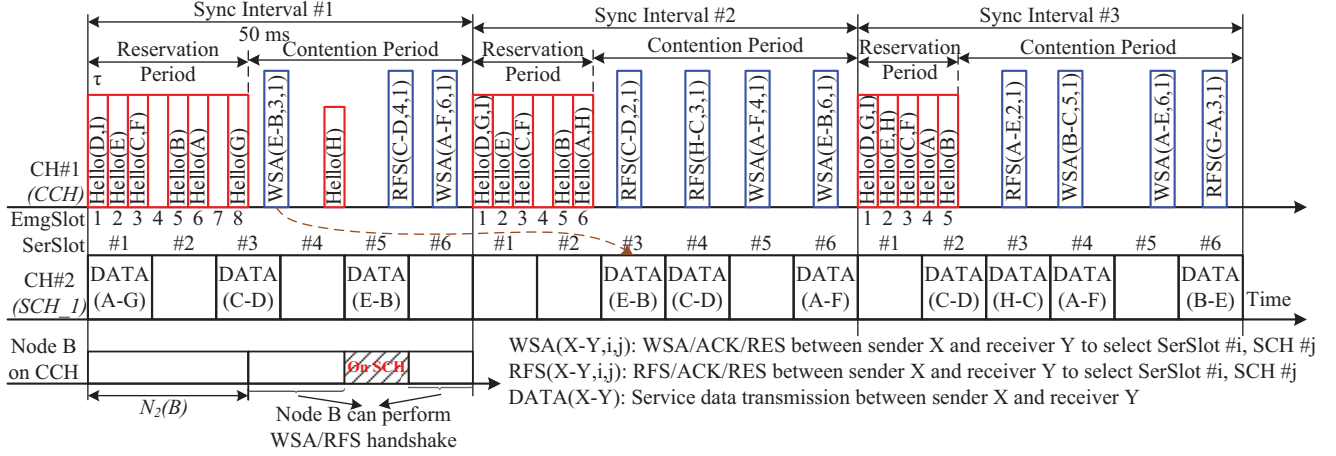 Sync Interval #1
Sync Interval #2
Sync Interval #3
50 ms
Reservation
Period
Contention Period
Reservation
Period
Contention Period
Reservation
Period
Contention Period
τ
Hello(D,I)
Hello(E)
Hello(C,F)
Hello(B)
Hello(A)
Hello(G)
WSA(E-B,3,1)
Hello(H)
RFS(C-D,4,1)
WSA(A-F,6,1)
Hello(D,G,I)
Hello(E)
Hello(C,F)
Hello(B)
Hello(A,H)
RFS(C-D,2,1)
RFS(H-C,3,1)
WSA(A-F,4,1)
WSA(E-B,6,1)
Hello(D,G,I)
Hello(E,H)
Hello(C,F)
Hello(A)
Hello(B)
RFS(A-E,2,1)
WSA(B-C,5,1)
WSA(A-E,6,1)
RFS(G-A,3,1)
CH#1
(CCH)
EmgSlot 1 2 3 4 5 6 7 8 1 2 3 4 5 6 1 2 3 4 5
SerSlot #1 #2 #3 #4 #5 #6 #1 #2 #3 #4 #5 #6 #1 #2 #3 #4 #5 #6
CH#2
(SCH_1)
DATA
(A-G)
DATA
(C-D)
DATA
(E-B)
DATA
(E-B)
DATA
(C-D)
DATA
(A-F)
DATA
(C-D)
DATA
(H-C)
DATA
(A-F)
DATA
(B-E)
Time
Node B
on CCH
On SCH
N2(B)
Node B can perform
WSA/RFS handshake
WSA(X-Y,i,j): WSA/ACK/RES between sender X and receiver Y to select SerSlot #i, SCH #j
RFS(X-Y,i,j): RFS/ACK/RES between sender X and receiver Y to select SerSlot #i, SCH #j
DATA(X-Y): Service data transmission between sender X and receiver Y